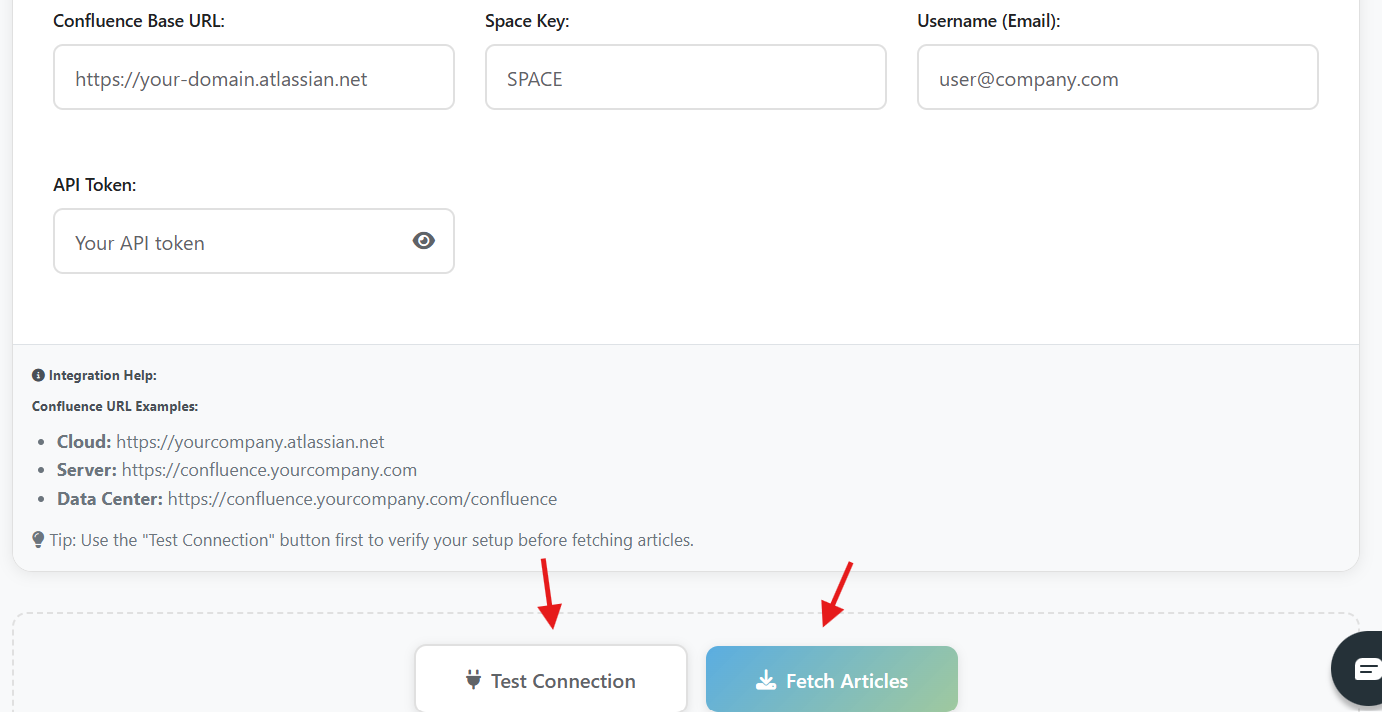 Confluence Base URL:
Space Key:
Username (Email):
https://your-domain.atlassian.net
SPACE
user@company.com
API Token:
Your API token
Integration Help:
Confluence URL Examples:
Cloud: https://yourcompany.atlassian.net
Server: https://confluence.yourcompany.com
Data Center: https://confluence.yourcompany.com/confluence
Tip: Use the "Test Connection" button first to verify your setup before fetching articles.
Test Connection
Fetch Articles